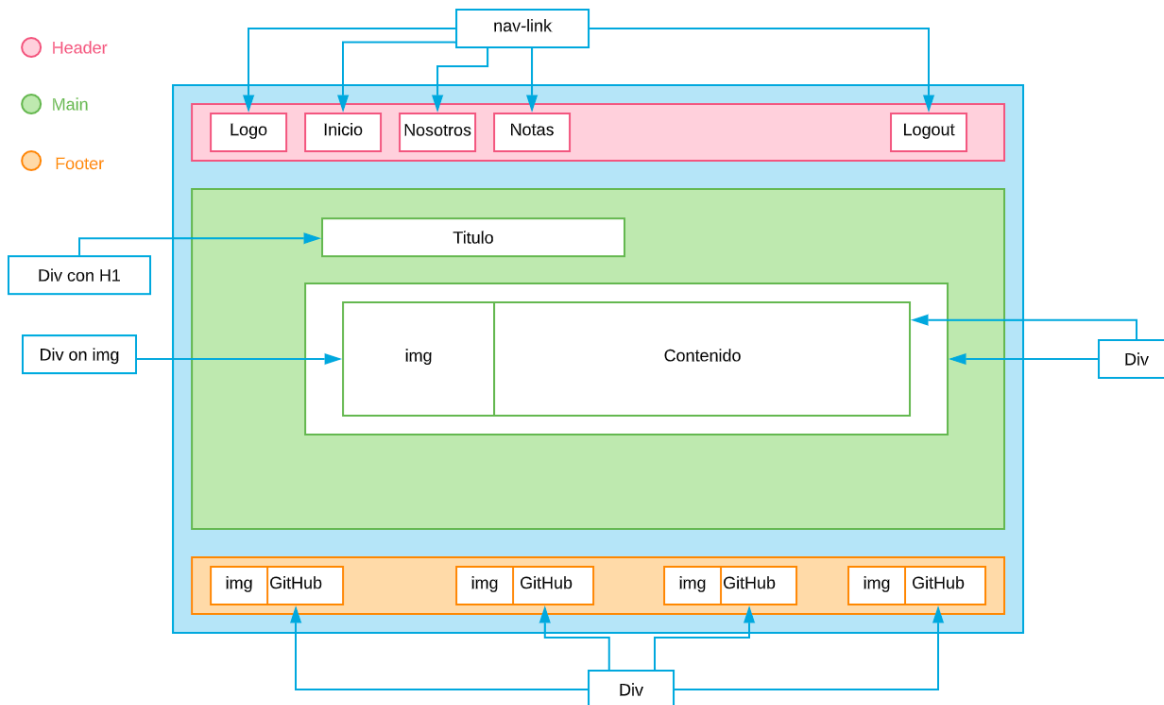 nav-link
Header
Main
Footer
Logo
Inicio
Nosotros
Notas
Logout
Titulo
Div con H1
Div on img
img
Contenido
Div
img
GitHub
img
GitHub
img
GitHub
img
GitHub
Div